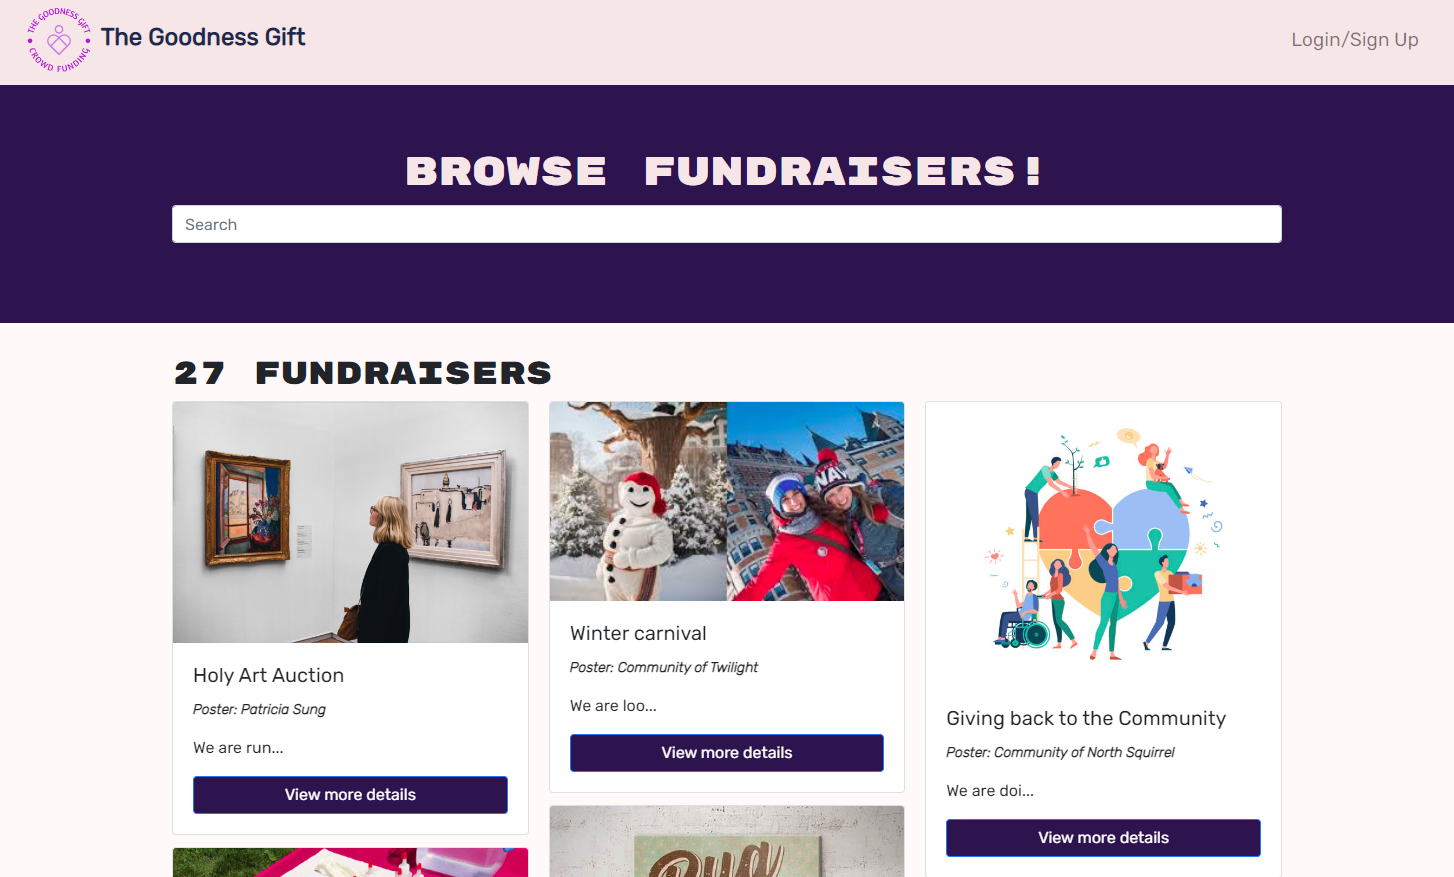 THE GOODNESS GIFT
CROWD FUNDING
The Goodness Gift
Login/Sign Up
BROWSE FUNDRAISERS!
Search
27 FUNDRAISERS
Holy Art Auction
Poster: Patricia Sung
We are run...
View more details
Winter carnival
Poster: Community of Twilight
We are loo...
View more details
Giving back to the Community
Poster: Community of North Squirrel
We are doi...
View more details